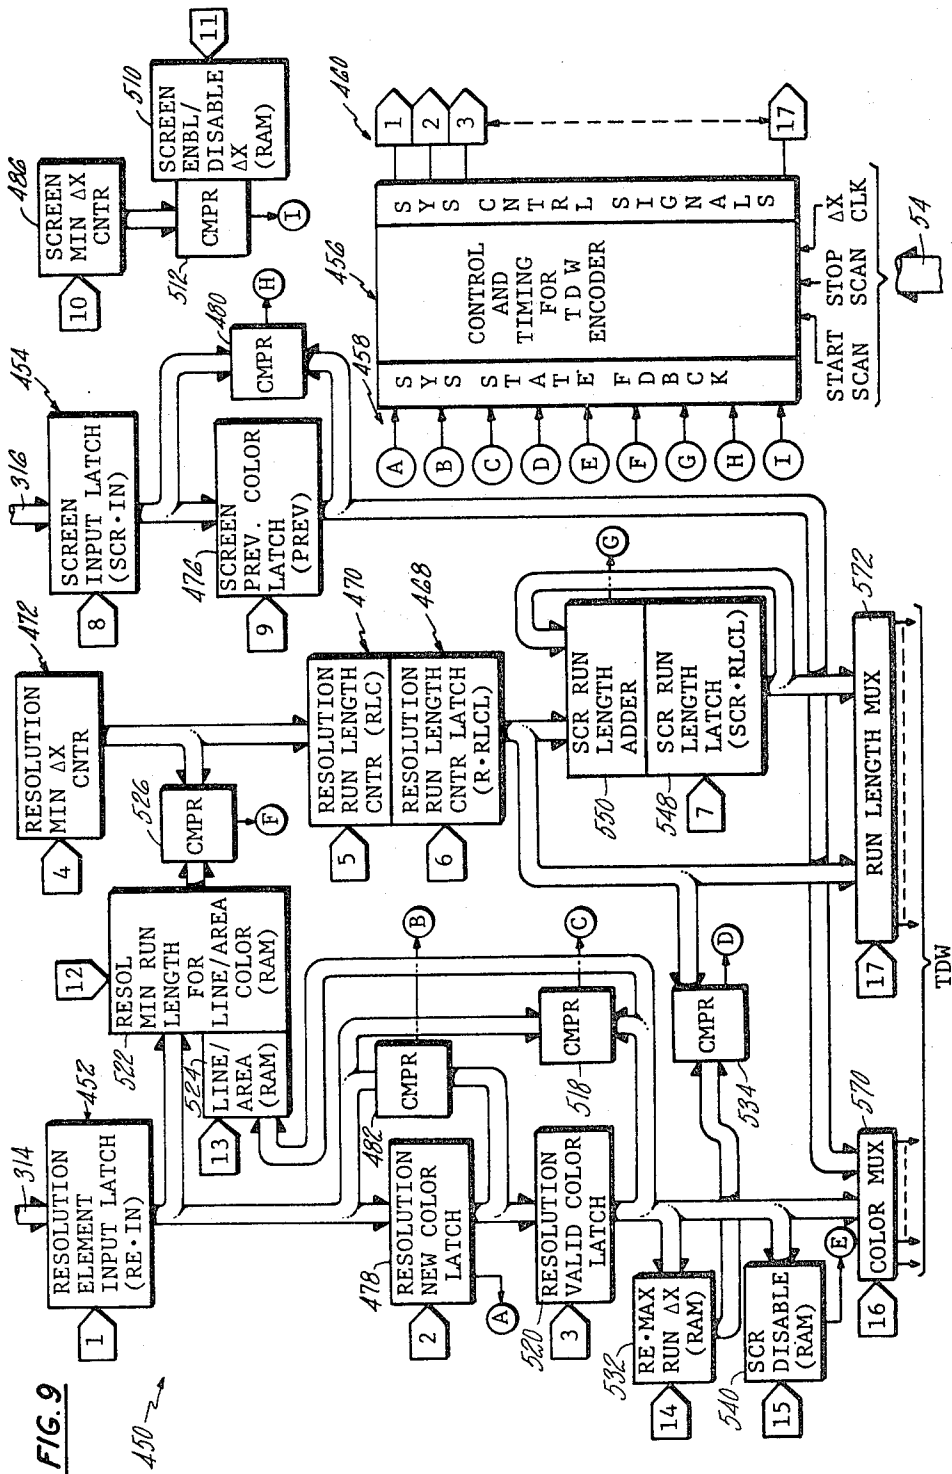 FIG. 9
450
314
RESOLUTION
ELEMENT
INPUT LATCH
(RE·IN)
452
1
522
RESOL
MIN RUN
LENGTH
FOR
LINE/AREA
COLOR
(RAM)
12
524
LINE/
AREA
(RAM)
13
RESOLUTION
MIN ΔX
CNTR
472
4
526
CMPR
F
316
SCREEN
INPUT LATCH
(SCR·IN)
454
8
476
SCREEN
PREV. COLOR
LATCH
(PREV)
9
480
CMPR
H
SCREEN
MIN ΔX
CNTR
486
10
512
CMPR
I
SCREEN
ENBL/
DISABLE
ΔX
(RAM)
510
11
478
RESOLUTION
NEW COLOR
LATCH
2
A
482
CMPR
B
520
RESOLUTION
VALID COLOR
LATCH
3
CMPR
518
C
RESOLUTION
RUN LENGTH
CNTR (RLC)
470
5
RESOLUTION
RUN LENGTH
CNTR LATCH
(R·RLCL)
468
6
550
SCR RUN
LENGTH
ADDER
G
548
SCR RUN
LENGTH
LATCH
(SCR·RLCL)
7
532
RE·MAX
RUN ΔX
(RAM)
14
CMPR
534
D
540
SCR
DISABLE
(RAM)
15
E
COLOR MUX
570
16
RUN LENGTH MUX
572
17
TDW
458
456
460
A
B
C
D
E
F
G
H
I
SYS STATE FDBCK
CONTROL
AND
TIMING
FOR
TDW
ENCODER
SYS CNTRL SIGNALS
1
2
3
17
START
SCAN
STOP
SCAN
ΔX
CLK
54